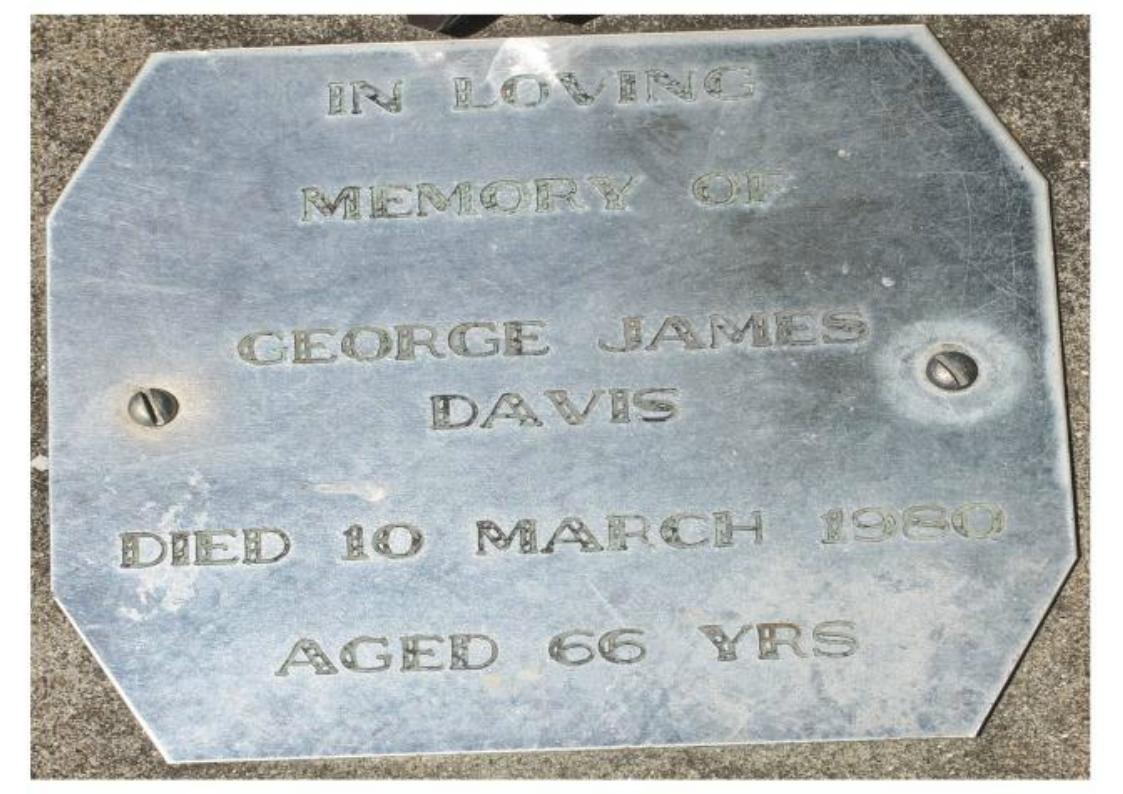 IN LOVING
MEMORY OF
GEORGE JAMES
DAVIS
DIED 10 MARCH 1980
AGED 66 YRS